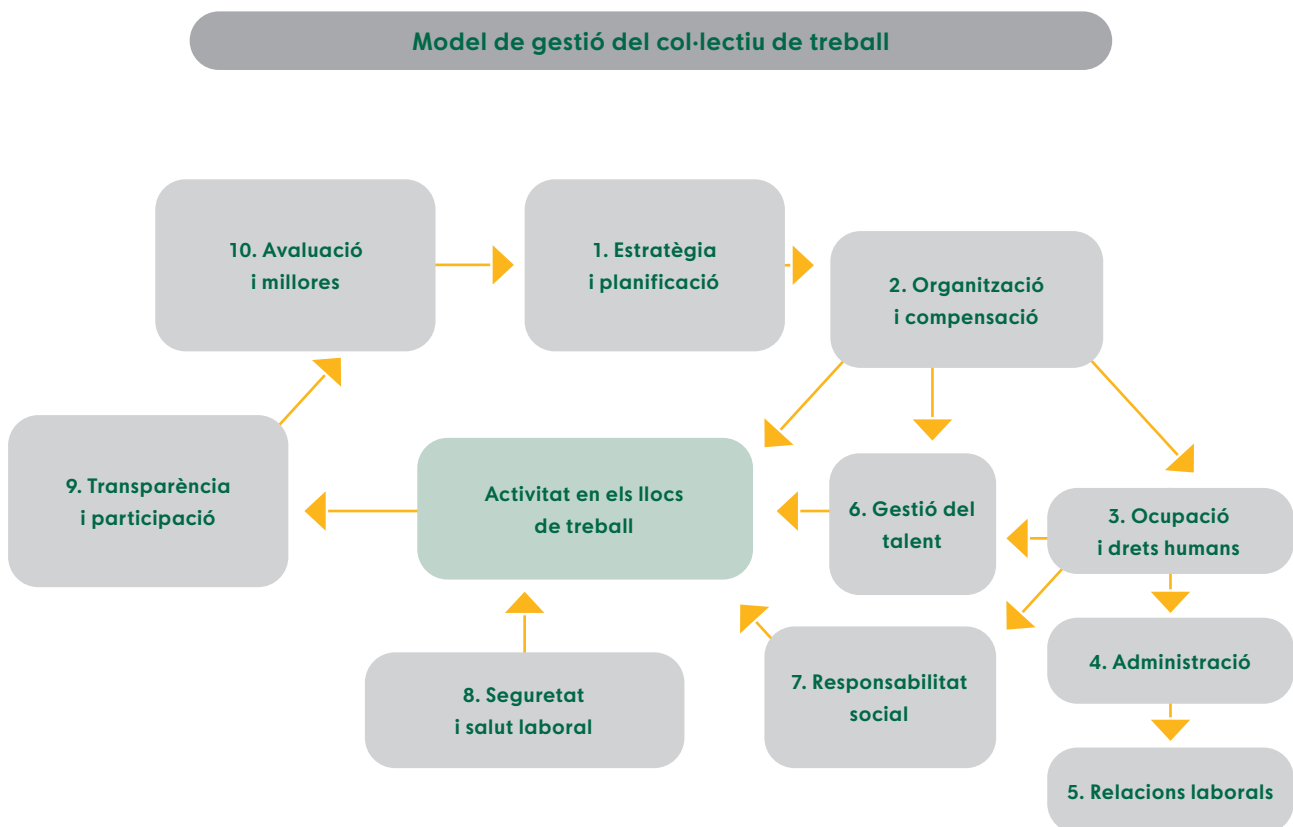 Model de gestió del col·lectiu de treball
10. Avaluació
i millores
1. Estratègia
i planificació
2. Organització
i compensació
9. Transparència
i participació
Activitat en els llocs
de treball
6. Gestió del
talent
3. Ocupació
i drets humans
8. Seguretat
i salut laboral
7. Responsabilitat
social
4. Administració
5. Relacions laborals